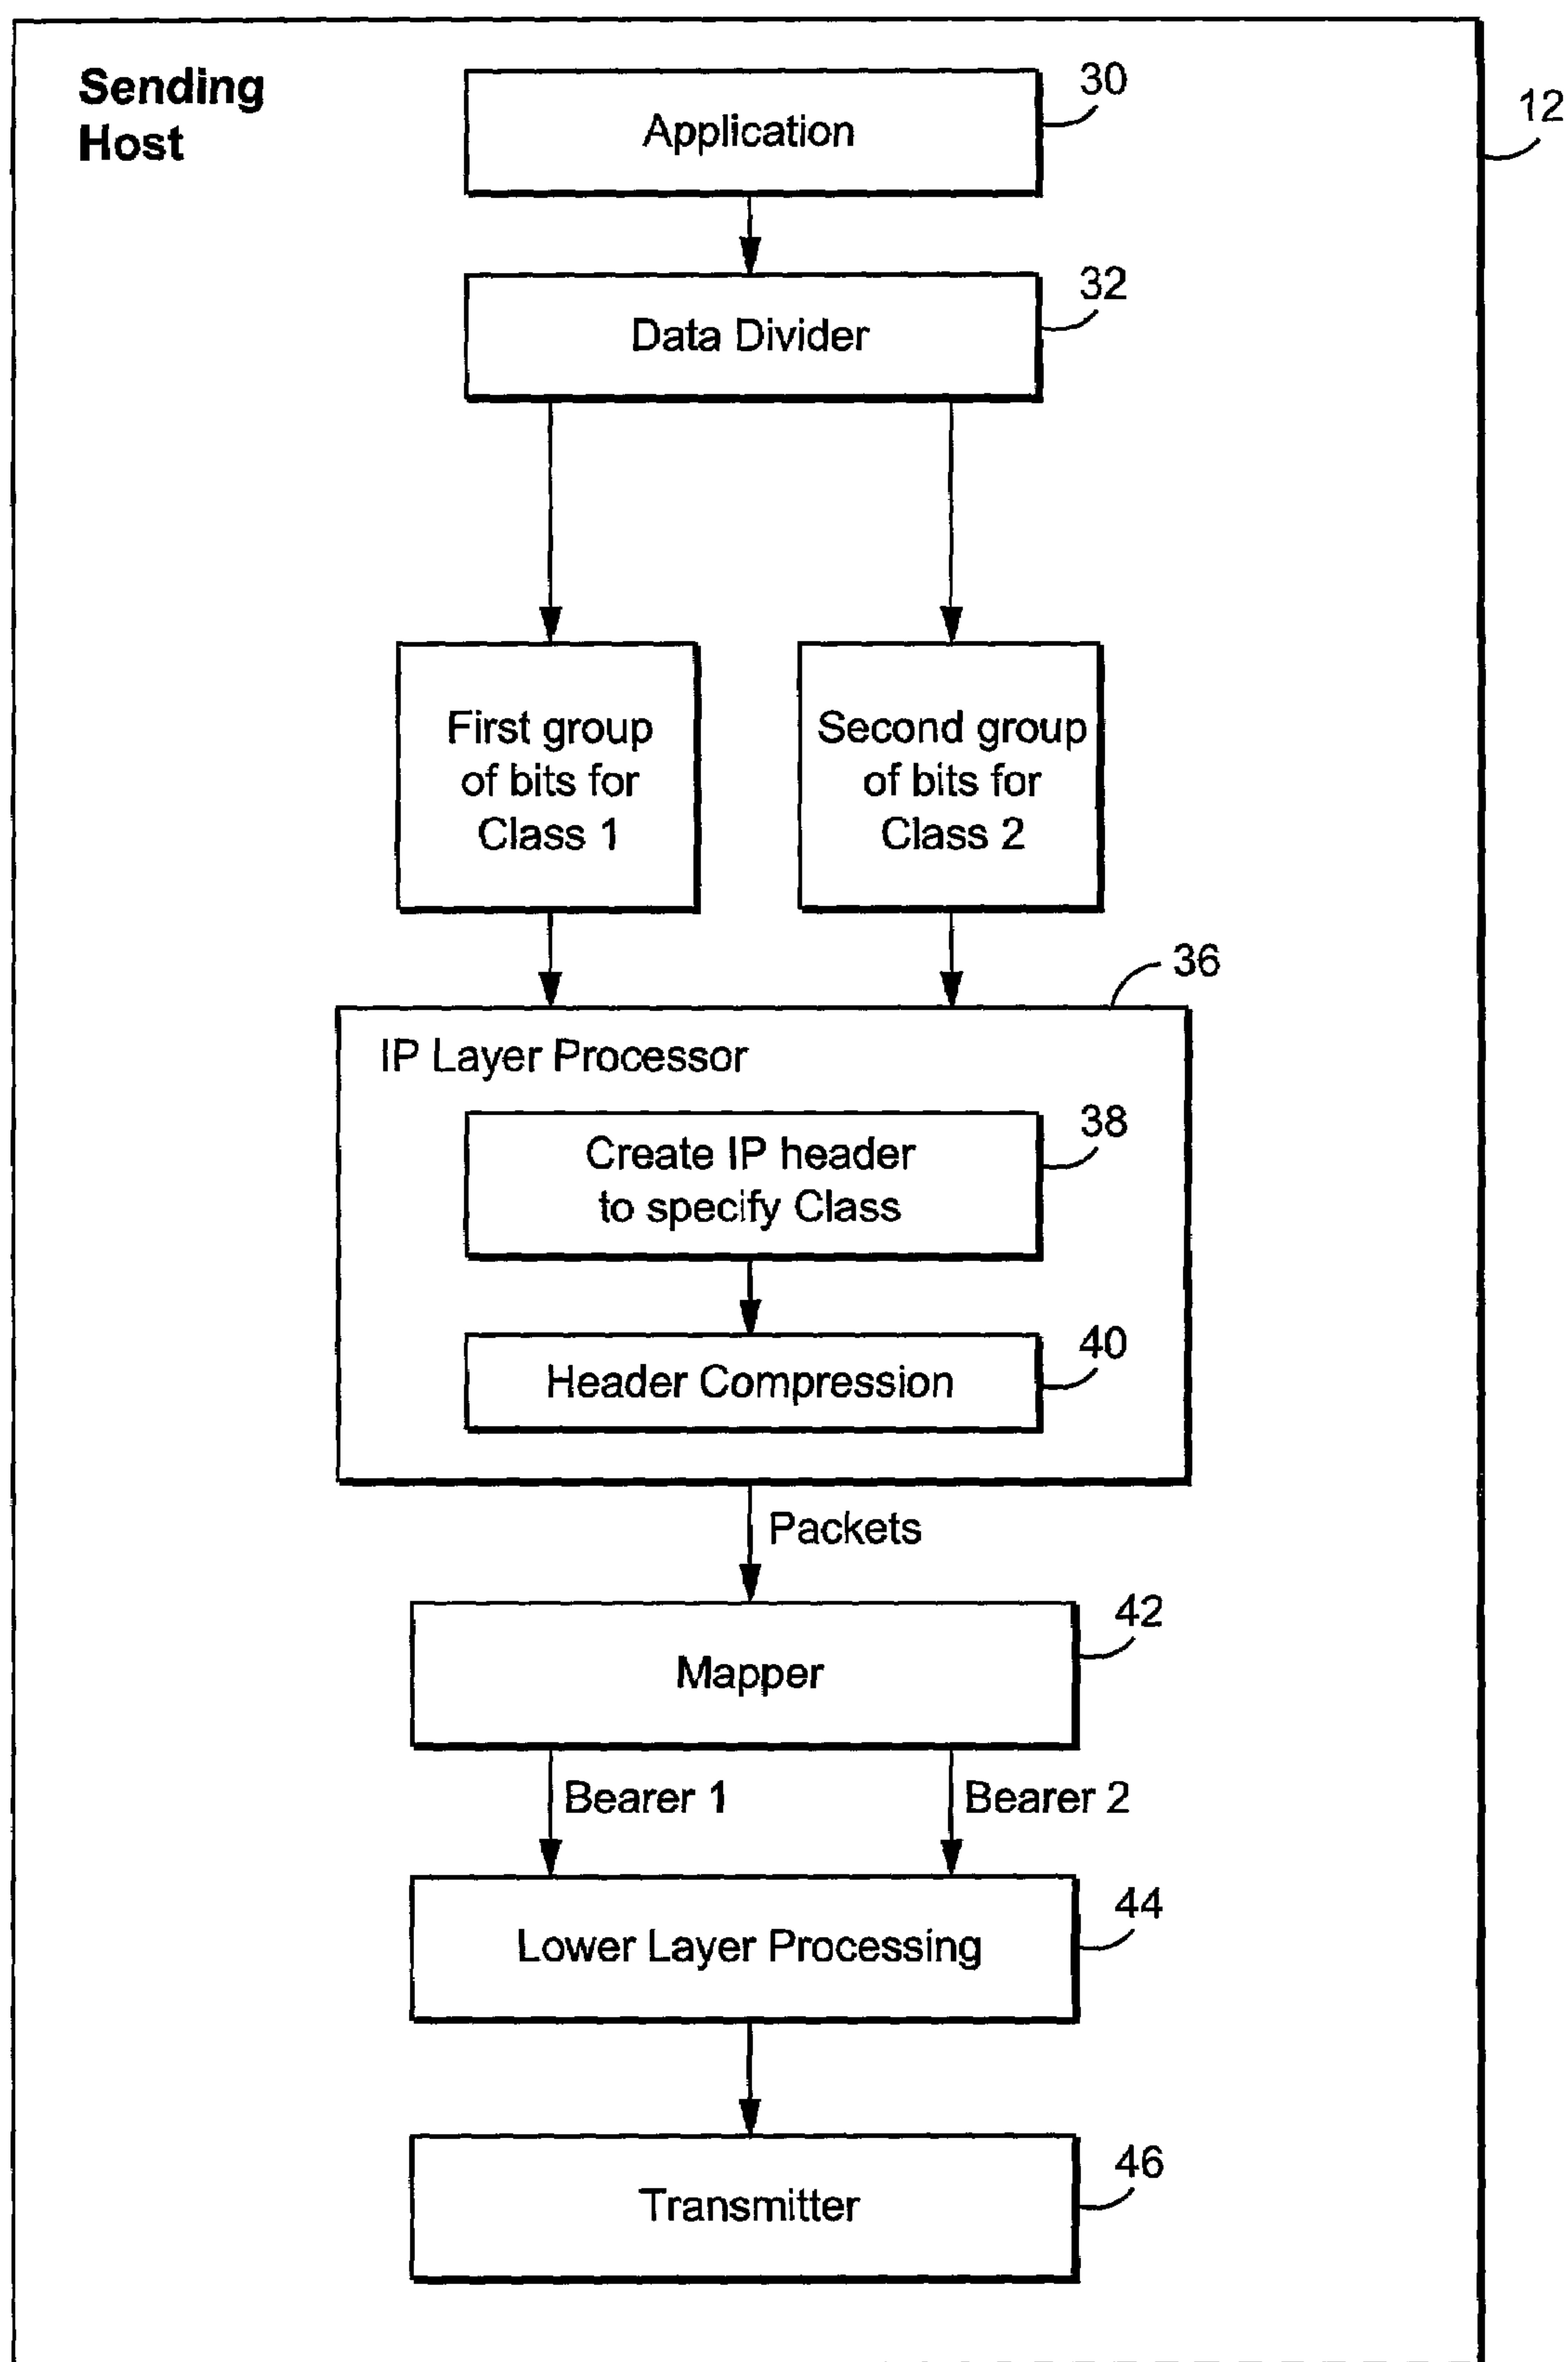 Sending
Host
12
30
Application
32
Data Divider
First group
of bits for
Class 1
Second group
of bits for
Class 2
36
IP Layer Processor
38
Create IP header
to specify Class
40
Header Compression
Packets
42
Mapper
Bearer 1
Bearer 2
44
Lower Layer Processing
46
Transmitter